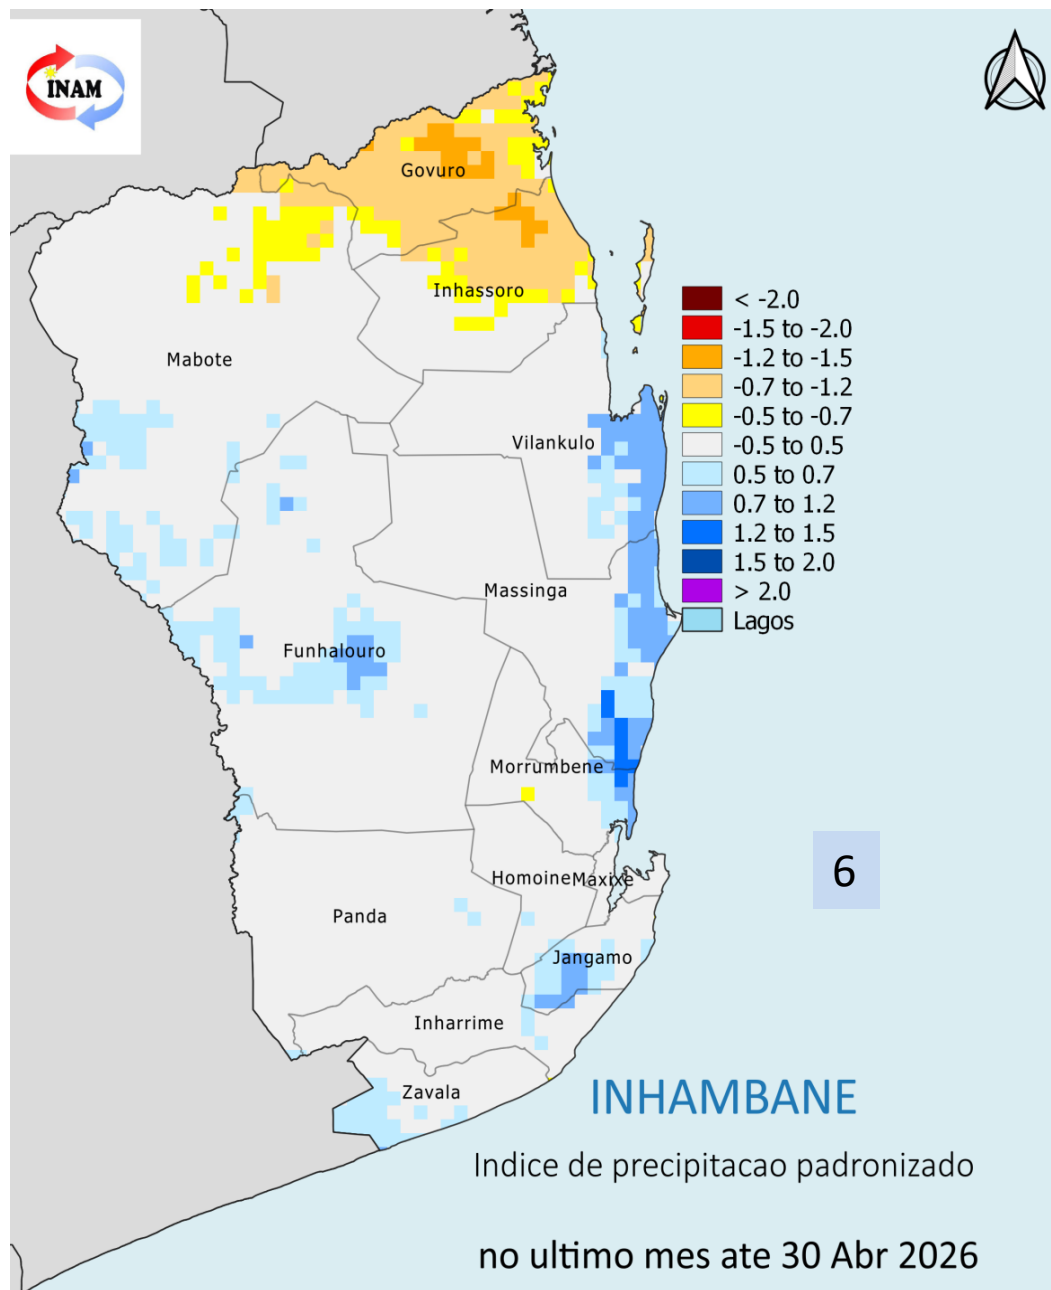 INAM
Govuro
Inhassoro
< -2.0
-1.5 to -2.0
-1.2 to -1.5
-0.7 to -1.2
-0.5 to -0.7
-0.5 to 0.5
0.5 to 0.7
0.7 to 1.2
1.2 to 1.5
1.5 to 2.0
> 2.0
Lagos
Mabote
Vilankulo
Massinga
Funhalouro
Morrumbene
Homoine
Maxixe
6
Panda
Jangamo
Inharrime
Zavala
INHAMBANE
Indice de precipitacao padronizado
no ultimo mes ate 30 Abr 2026